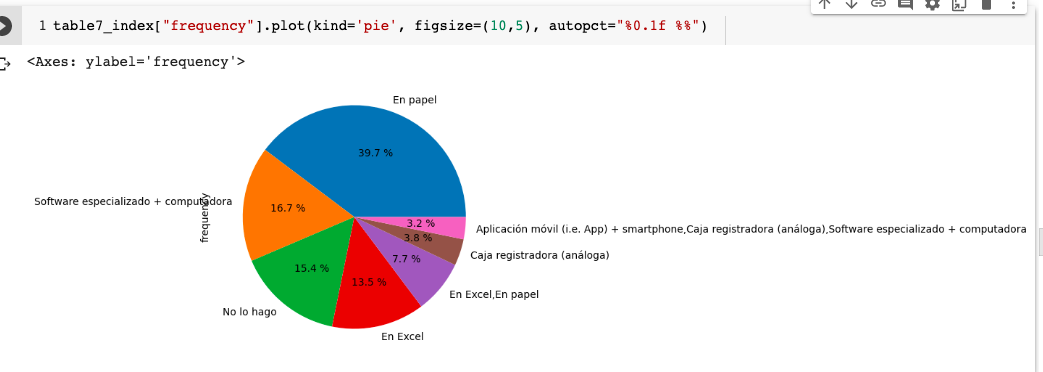 1 table7_index["frequency"].plot(kind='pie', figsize=(10,5), autopct="%0.1f %%")
<Axes: ylabel='frequency'>
En papel
39.7 %
Software especializado + computadora
16.7 %
frequency
3.2 %
Aplicación móvil (i.e. App) + smartphone,Caja registradora (análoga),Software especializado + computadora
3.8 %
Caja registradora (análoga)
7.7 %
15.4 %
13.5 %
En Excel,En papel
No lo hago
En Excel